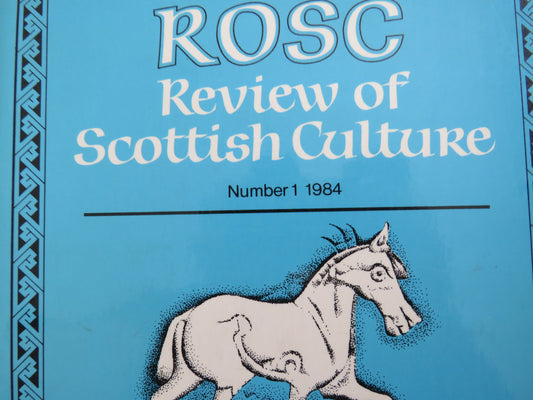 ROSC
Review of
Scottish Culture
Number 1 1984